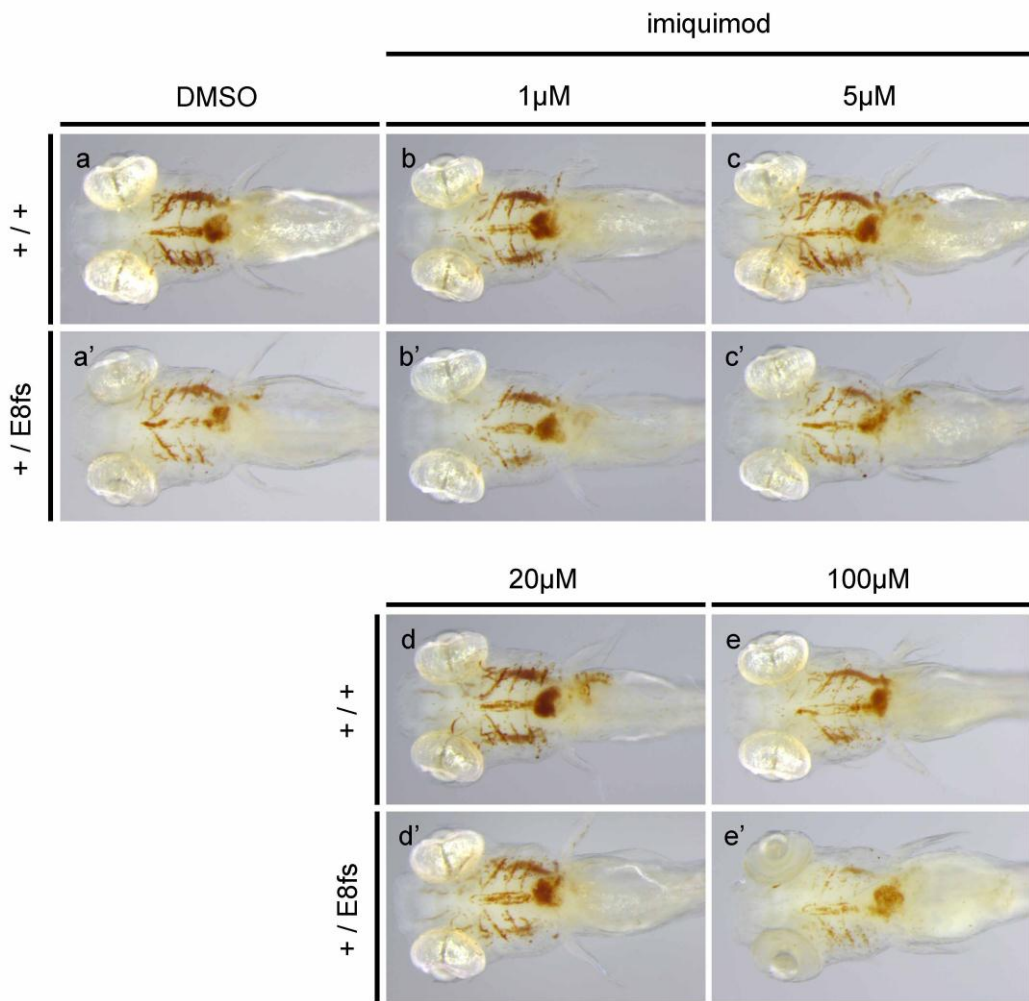 imiquimod
DMSO 1µM 5µM
+ / +
a b c
+ / E8fs
a’ b’ c’
20µM 100µM
+ / +
d e
+ / E8fs
d’ e’